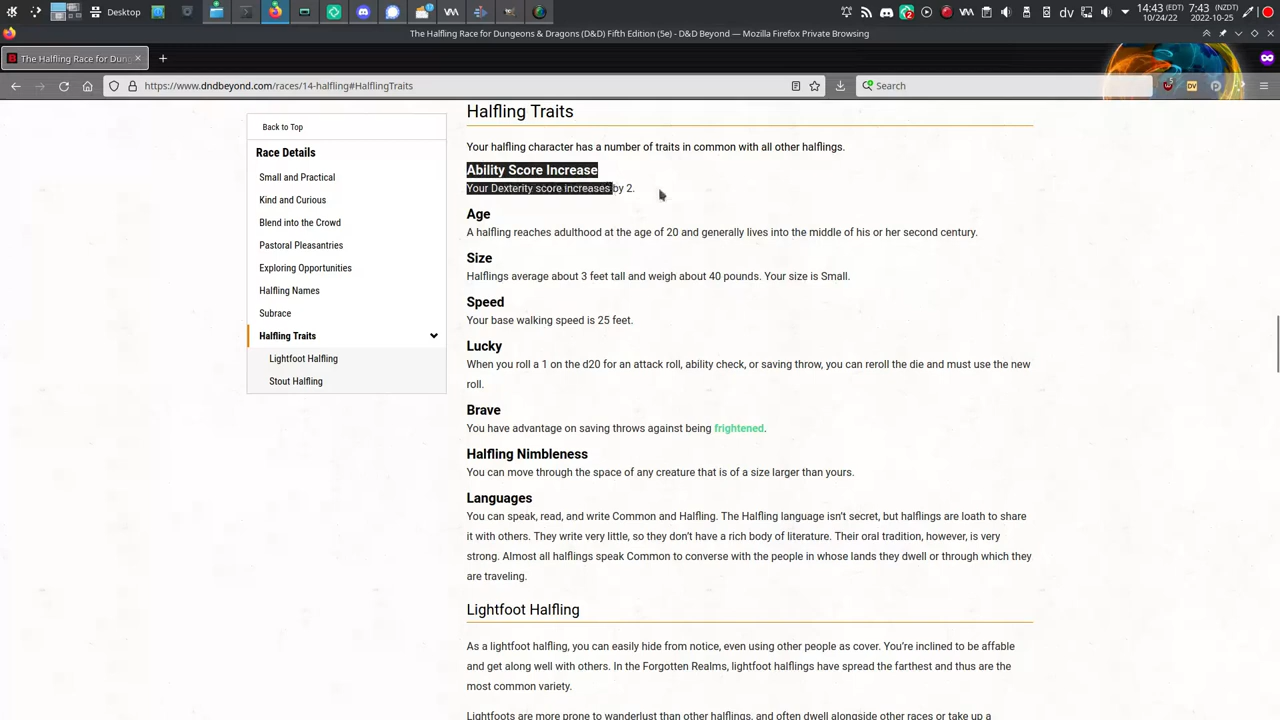 Desktop
14:43 (EDT)
10/24/22
7:43 (NZDT)
2022-10-25
dv
The Halfling Race for Dungeons & Dragons (D&D) Fifth Edition (5e) - D&D Beyond — Mozilla Firefox Private Browsing
The Halfling Race for Dun
https://www.dndbeyond.com/races/14-halfling#HalflingTraits
Search
Back to Top
Race Details
Small and Practical
Kind and Curious
Blend into the Crowd
Pastoral Pleasantries
Exploring Opportunities
Halfling Names
Subrace
Halfling Traits
Lightfoot Halfling
Stout Halfling
Halfling Traits
Your halfling character has a number of traits in common with all other halflings.
Ability Score Increase
Your Dexterity score increases by 2.
Age
A halfling reaches adulthood at the age of 20 and generally lives into the middle of his or her second century.
Size
Halflings average about 3 feet tall and weigh about 40 pounds. Your size is Small.
Speed
Your base walking speed is 25 feet.
Lucky
When you roll a 1 on the d20 for an attack roll, ability check, or saving throw, you can reroll the die and must use the new
roll.
Brave
You have advantage on saving throws against being frightened.
Halfling Nimbleness
You can move through the space of any creature that is of a size larger than yours.
Languages
You can speak, read, and write Common and Halfling. The Halfling language isn’t secret, but halflings are loath to share
it with others. They write very little, so they don’t have a rich body of literature. Their oral tradition, however, is very
strong. Almost all halflings speak Common to converse with the people in whose lands they dwell or through which they
are traveling.
Lightfoot Halfling
As a lightfoot halfling, you can easily hide from notice, even using other people as cover. You’re inclined to be affable
and get along well with others. In the Forgotten Realms, lightfoot halflings have spread the farthest and thus are the
most common variety.
Lightfoots are more prone to wanderlust than other halflings, and often dwell alongside other races or take up a